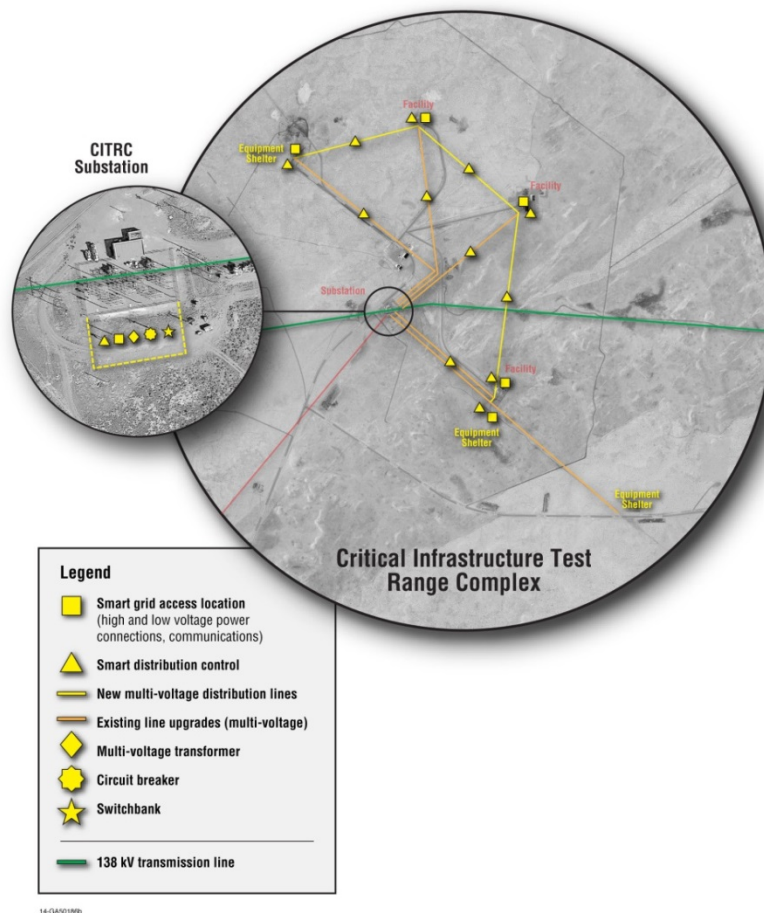 CITRC
Substation
Facility
Equipment
Shelter
Facility
Substation
Facility
Equipment
Shelter
Equipment
Shelter
Critical Infrastructure Test
Range Complex
Legend
Smart grid access location
(high and low voltage power
connections, communications)
Smart distribution control
New multi-voltage distribution lines
Existing line upgrades (multi-voltage)
Multi-voltage transformer
Circuit breaker
Switchbank
138 kV transmission line